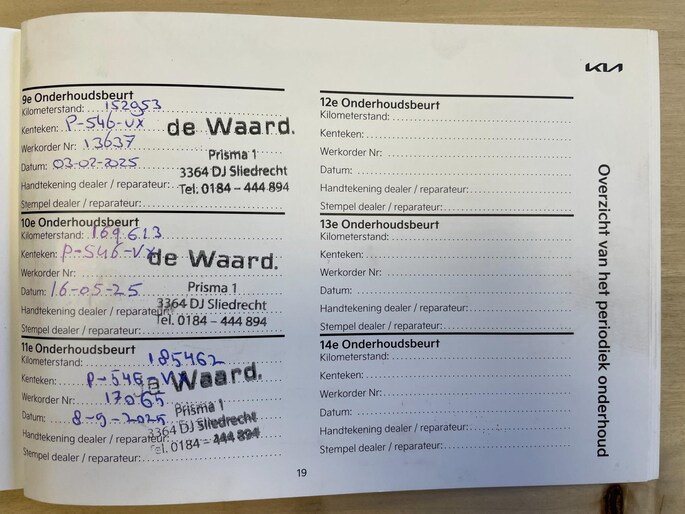 KIA
9e Onderhoudsbeurt
Kilometerstand: 152953
Kenteken: P-546-VX
Werkorder Nr: 13637
Datum: 03-02-2025
Handtekening dealer / reparateur:
Stempel dealer / reparateur:
de Waard.
Prisma 1
3364 DJ Sliedrecht
Tel. 0184 - 444 894
10e Onderhoudsbeurt
Kilometerstand: 169.613
Kenteken: P-546-VX
Werkorder Nr:
Datum: 16-05-25
Handtekening dealer / reparateur:
Stempel dealer / reparateur:
de Waard.
Prisma 1
3364 DJ Sliedrecht
Tel. 0184 - 444 894
11e Onderhoudsbeurt
Kilometerstand: 185462
Kenteken: P-546-VX
Werkorder Nr: 17065
Datum: 8-9-2025
Handtekening dealer / reparateur:
Stempel dealer / reparateur:
Waard.
Prisma 1
3364 DJ Sliedrecht
Tel. 0184 - 444 894
12e Onderhoudsbeurt
Kilometerstand:
Kenteken:
Werkorder Nr:
Datum:
Handtekening dealer / reparateur:
Stempel dealer / reparateur:
13e Onderhoudsbeurt
Kilometerstand:
Kenteken:
Werkorder Nr:
Datum:
Handtekening dealer / reparateur:
Stempel dealer / reparateur:
14e Onderhoudsbeurt
Kilometerstand:
Kenteken:
Werkorder Nr:
Datum:
Handtekening dealer / reparateur:
Stempel dealer / reparateur:
Overzicht van het periodiek onderhoud
19